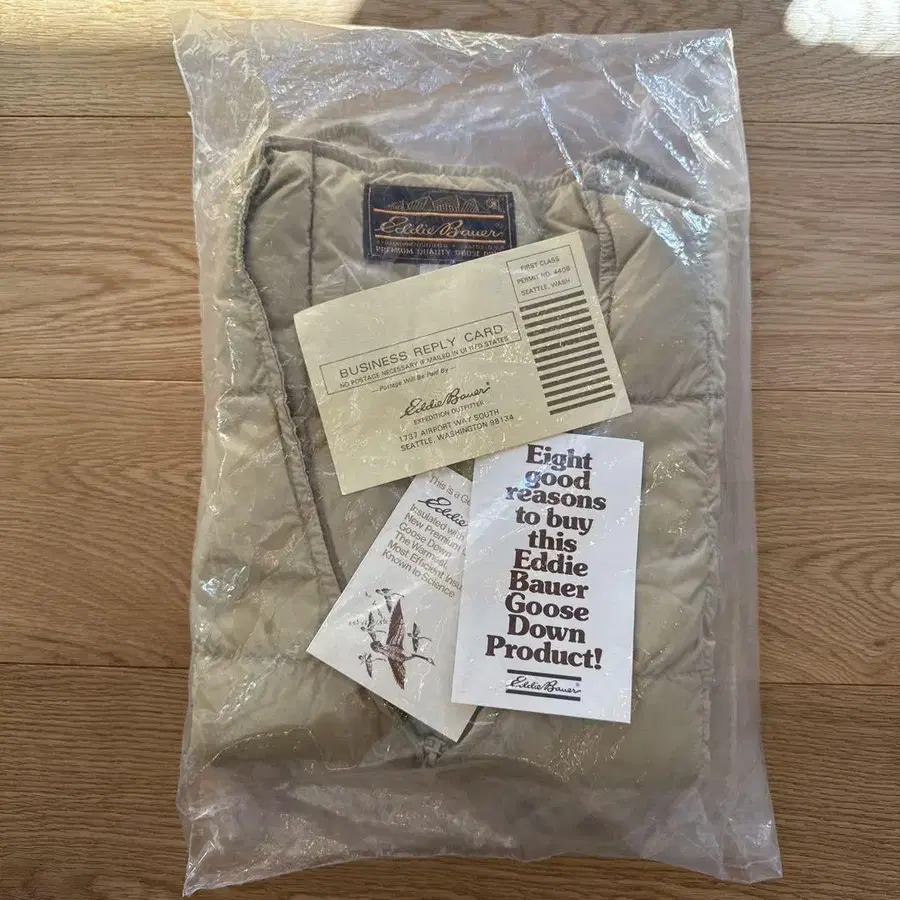 Eddie Bauer
PREMIUM QUALITY GOOSE
FIRST CLASS
PERMIT NO. 4408
SEATTLE, WASH
BUSINESS REPLY CARD
NO POSTAGE NECESSARY IF MAILED IN UNITED STATES
—Postage Will Be Paid By—
Eddie Bauer®
EXPEDITION OUTFITTER
1737 AIRPORT WAY SOUTH
SEATTLE, WASHINGTON 98134
This is a
Eddie
Insulated with
New Premium
Goose Down
The Warmest,
Most Efficient
Known to Science
Eight
good
reasons
to buy
this
Eddie
Bauer
Goose
Down
Product!
Eddie Bauer®